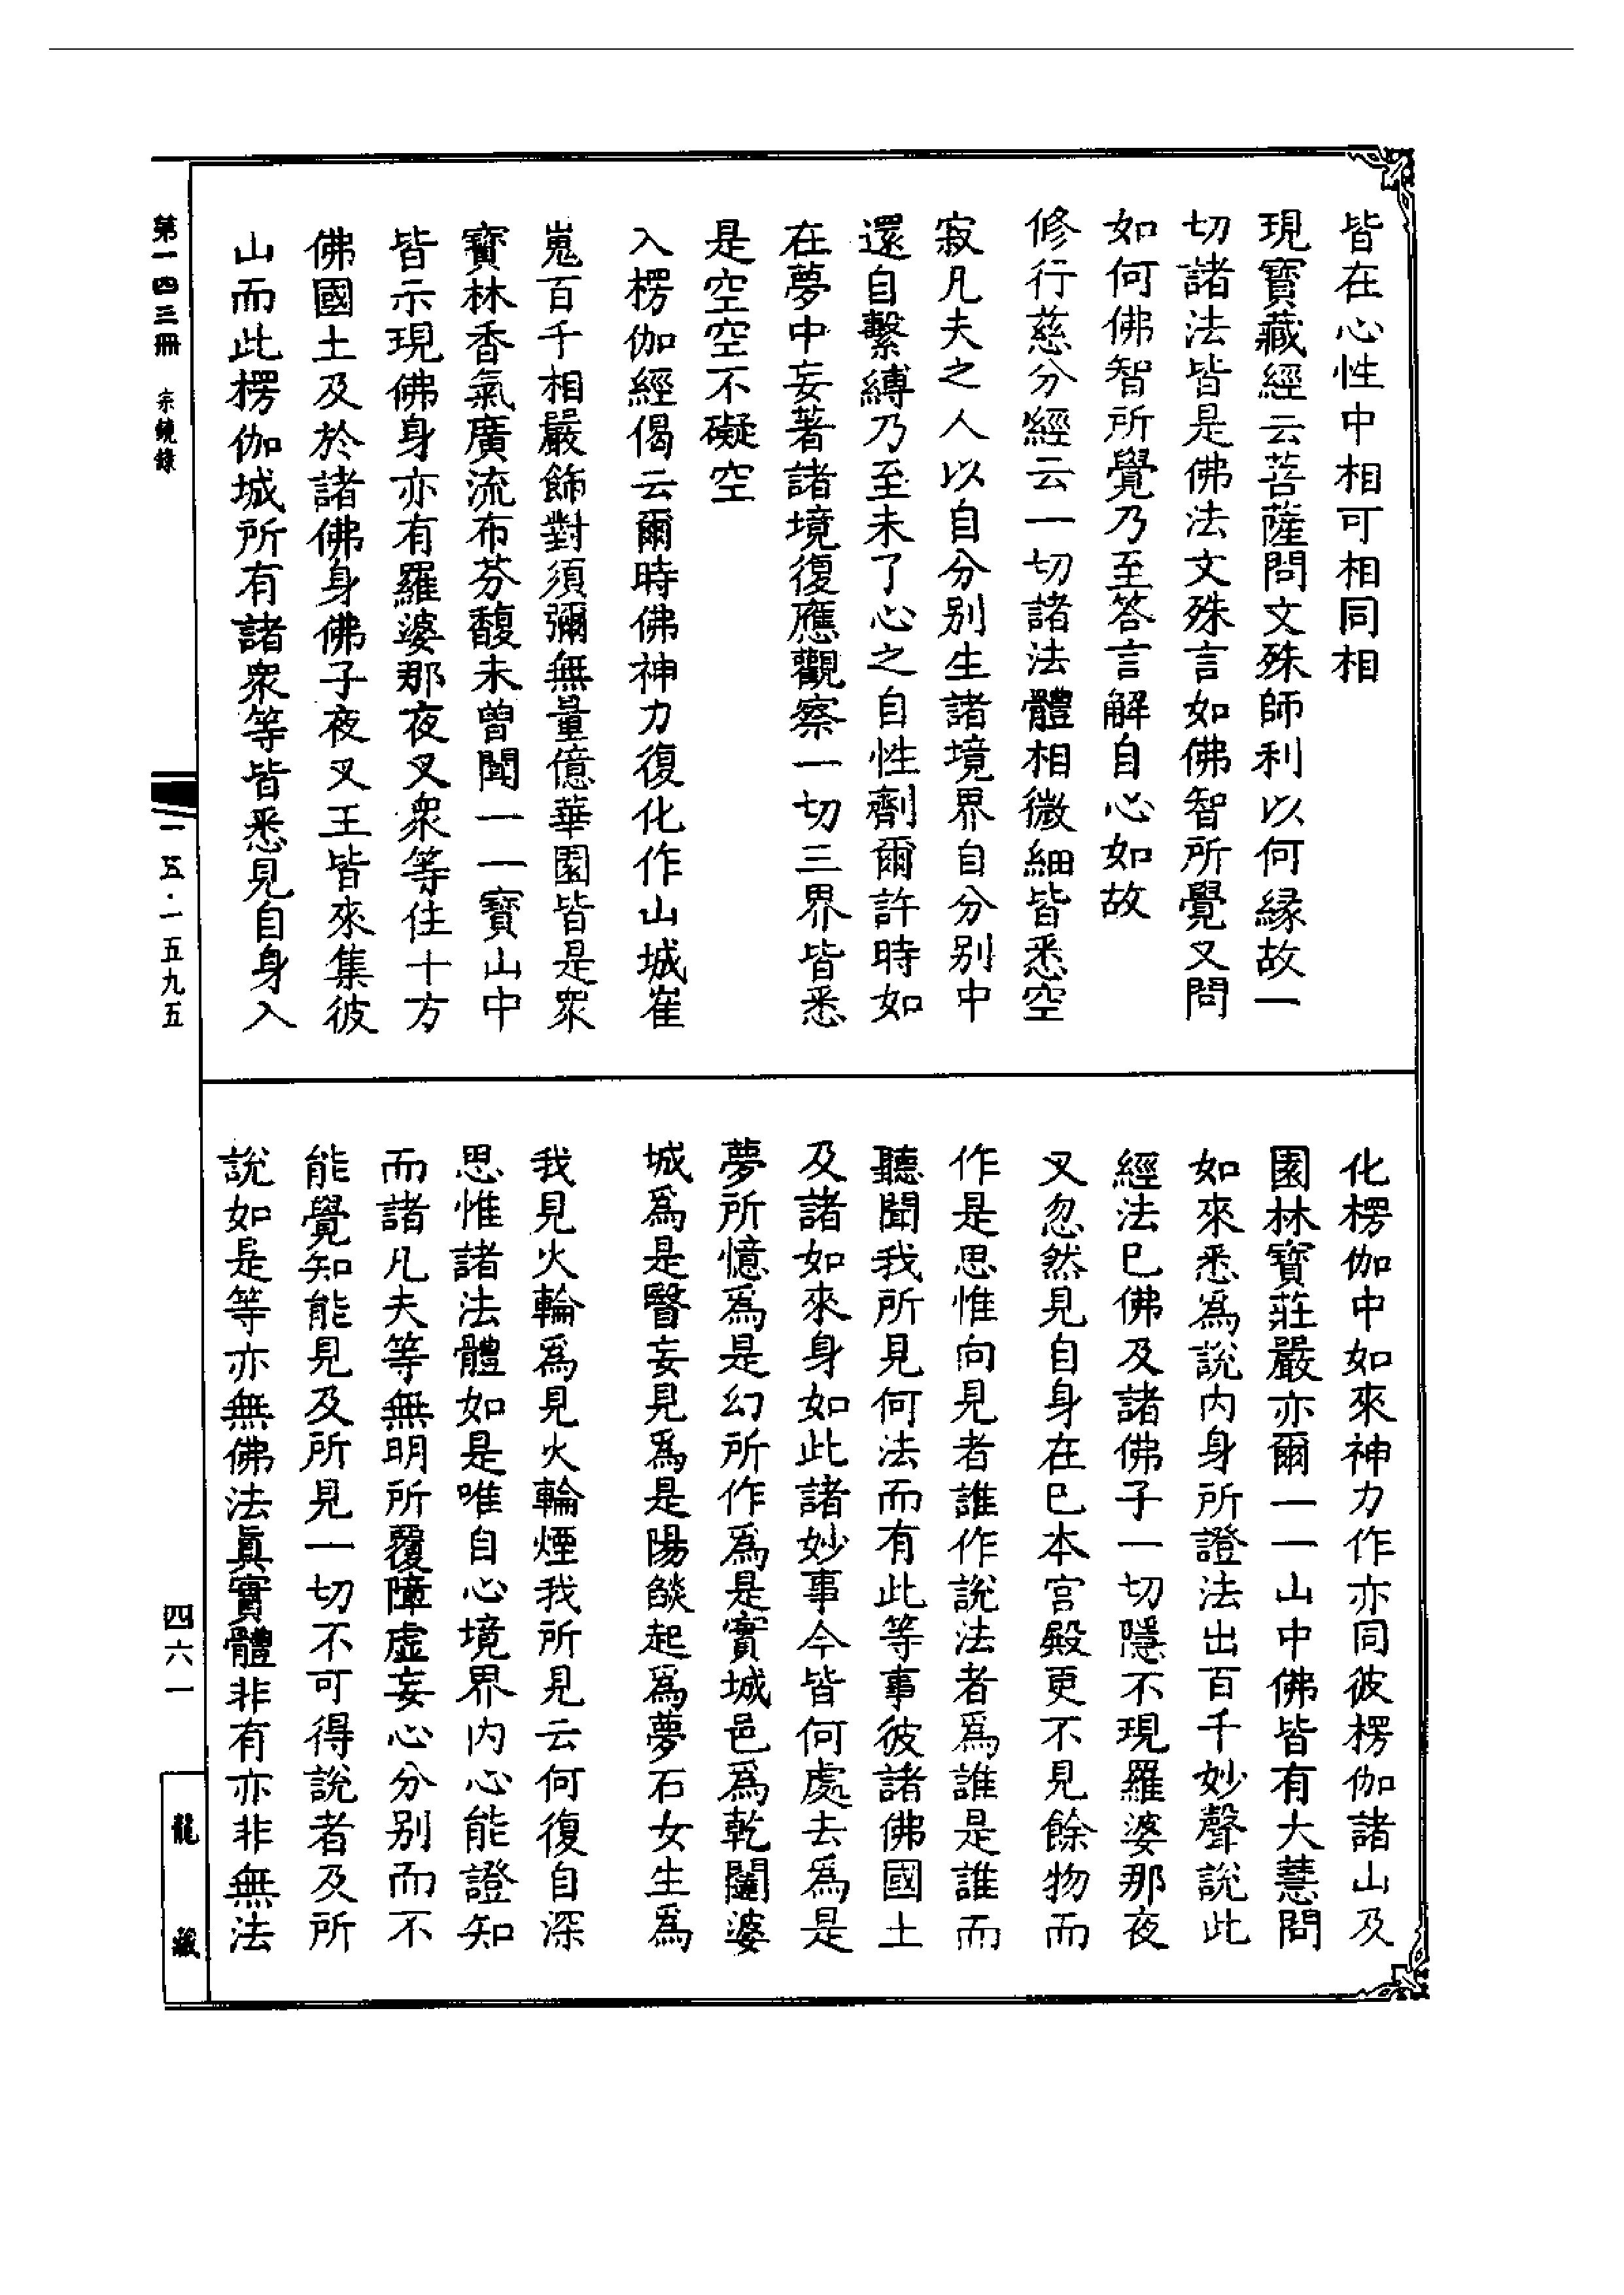 皆在心性中相可相同相
現寶藏經云菩薩問文殊師利以何緣故一
切諸法皆是佛法文殊言如佛智所覺又問
如何佛智所覺乃至答言解自心如故
修行慈分經云一切諸法體相微細皆悉空
寂凡夫之人以自分别生諸境界自分别中
還自繫縛乃至未了心之自性劑爾許時如
在夢中妄著諸境復應觀察一切三界皆悉
是空空不礙空
入楞伽經偈云爾時佛神力復化作山城崔
嵬百千相嚴飾對須彌無量億華園皆是衆
寶林香氣廣流布芬馥未曾聞一一寶山中
皆示現佛身亦有羅婆那夜叉衆等住十方
佛國土及於諸佛身佛子夜叉王皆來集彼
山而此楞伽城所有諸衆等皆悉見自身入
化楞伽中如來神力作亦同彼楞伽諸山及
園林寶莊嚴亦爾一一山中佛皆有大慧問
如來悉爲說内身所證法出百千妙聲說此
經法已佛及諸佛子一切隱不現羅婆那夜
叉忽然見自身在已本宫殿更不見餘物而
作是思惟向見者誰作說法者爲誰是誰而
聽聞我所見何法而有此等事彼諸佛國土
及諸如來身如此諸妙事今皆何處去爲是
夢所憶爲是幻所作爲是實城邑爲乾闥婆
城爲是瞖妄見爲是陽燄起爲夢石女生爲
我見火輪爲見火輪煙我所見云何復自深
思惟諸法體如是唯自心境界内心能證知
而諸凡夫等無明所覆障虚妄心分别而不
能覺知能見及所見一切不可得說者及所
說如是等亦無佛法眞實體非有亦非無法
第一四三冊 宗鏡錄
一五·一五九五
四六一
龍藏